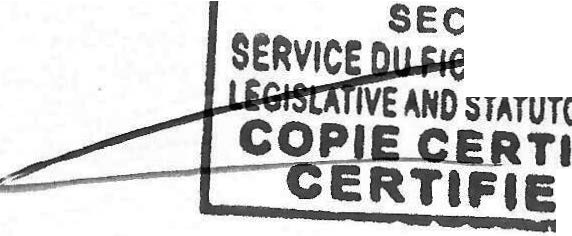 SEC
SERVICE DU FIC
LEGISLATIVE AND STATUTO
COPIE CERTI
CERTIFIE